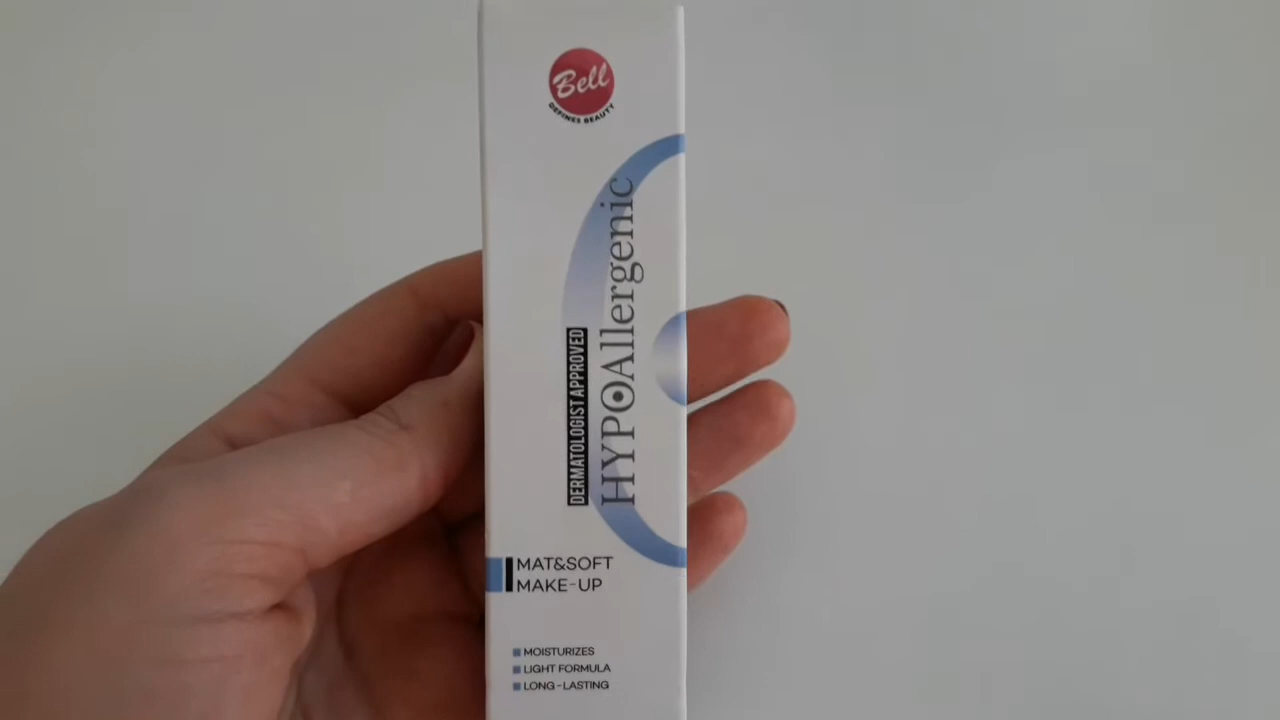 Bell
DEFINES BEAUTY
DERMATOLOGIST APPROVED
HYPOAllergenic
MAT&SOFT
MAKE-UP
MOISTURIZES
LIGHT FORMULA
LONG-LASTING